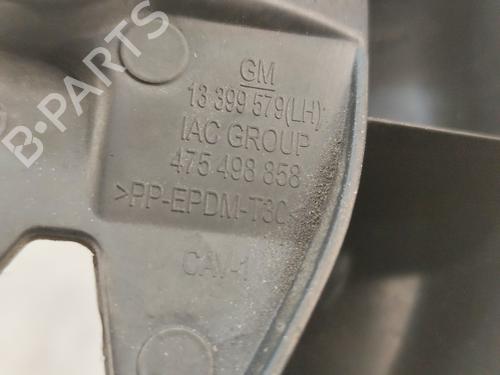 B-PARTS
GM
13 399 579(LH)
IAC GROUP
475 498 858
>PP-EPDM-T30<
CAV-1